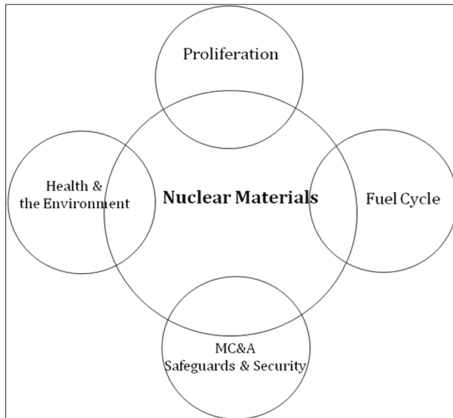 Proliferation
Health &
the Environment
Nuclear Materials
Fuel Cycle
MC&A
Safeguards & Security